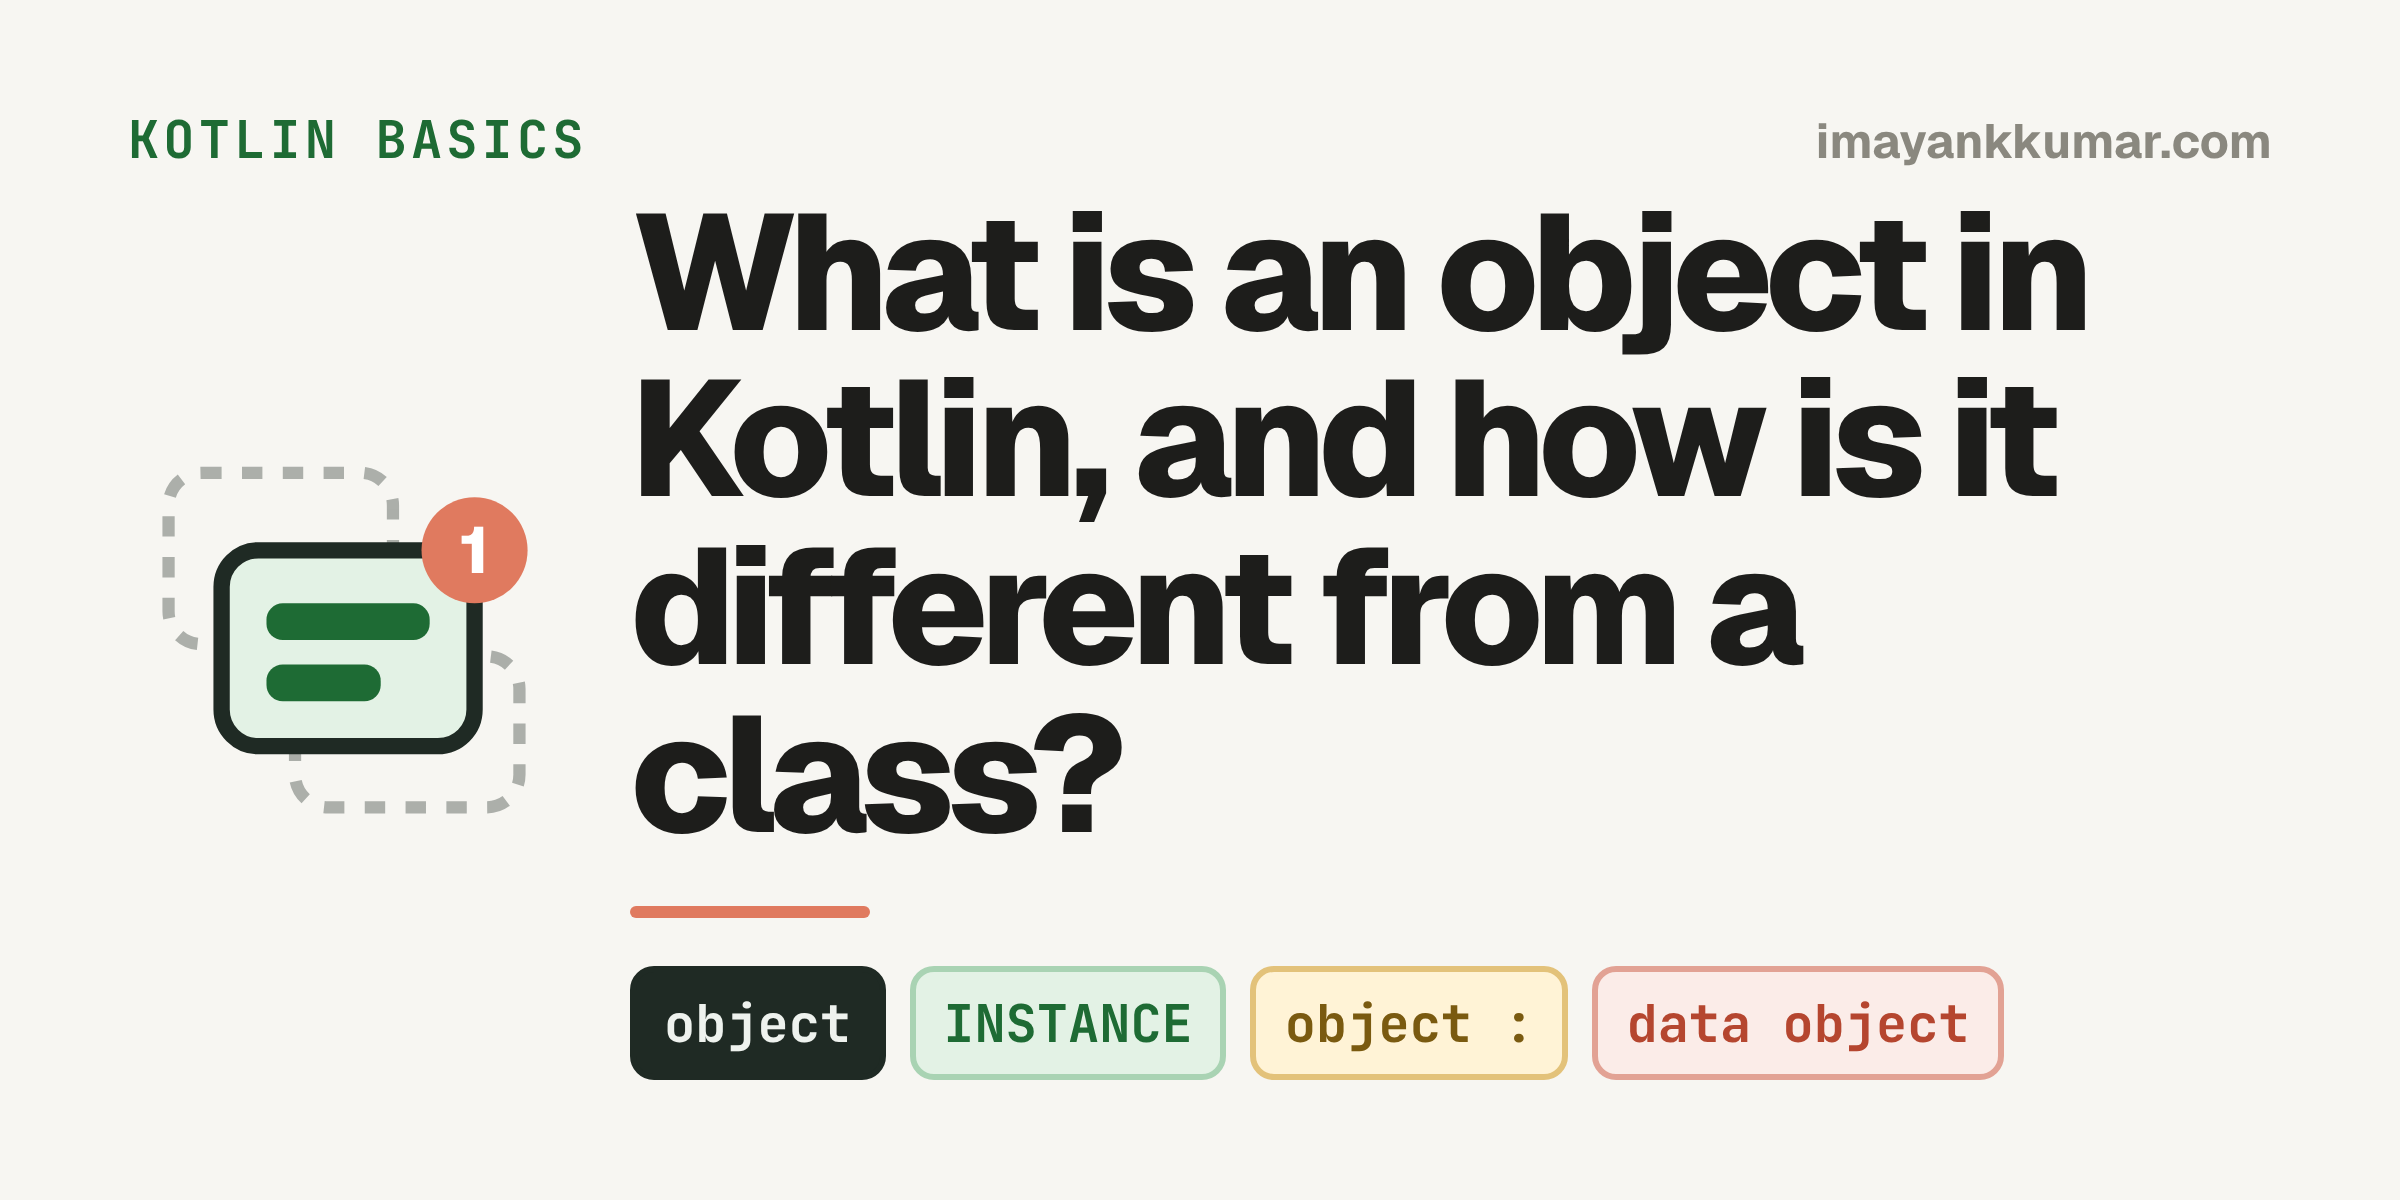 KOTLIN BASICS
imayankkumar.com
What is an object in
Kotlin, and how is it
different from a
class?
1
object
INSTANCE
object :
data object